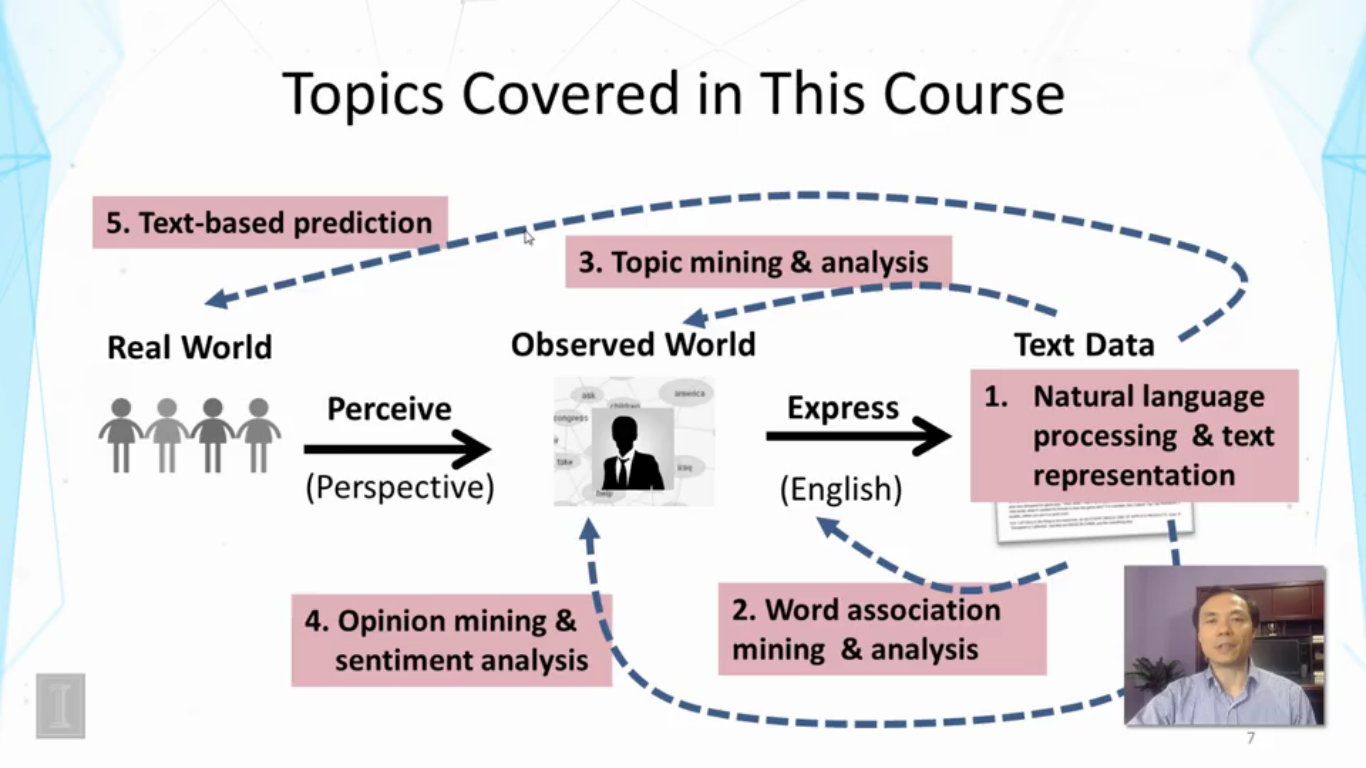 Topics Covered in This Course
5. Text-based prediction
3. Topic mining & analysis
Real World
Observed World
Text Data
Perceive
(Perspective)
ask
america
children
congress
take
iraq
help
Express
(English)
1. Natural language
processing & text
representation
4. Opinion mining &
sentiment analysis
2. Word association
mining & analysis
I
7